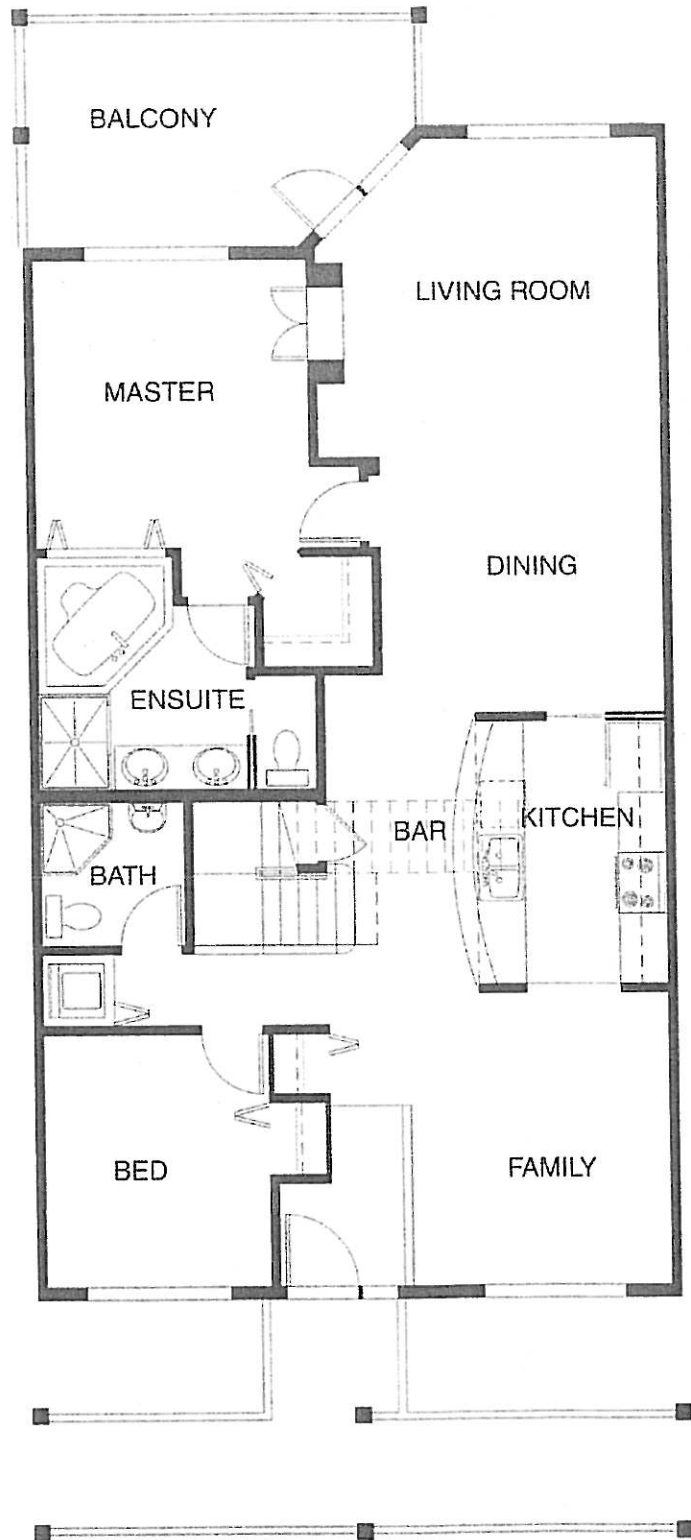 BALCONY
LIVING ROOM
MASTER
DINING
ENSUITE
BAR
KITCHEN
BATH
BED
FAMILY